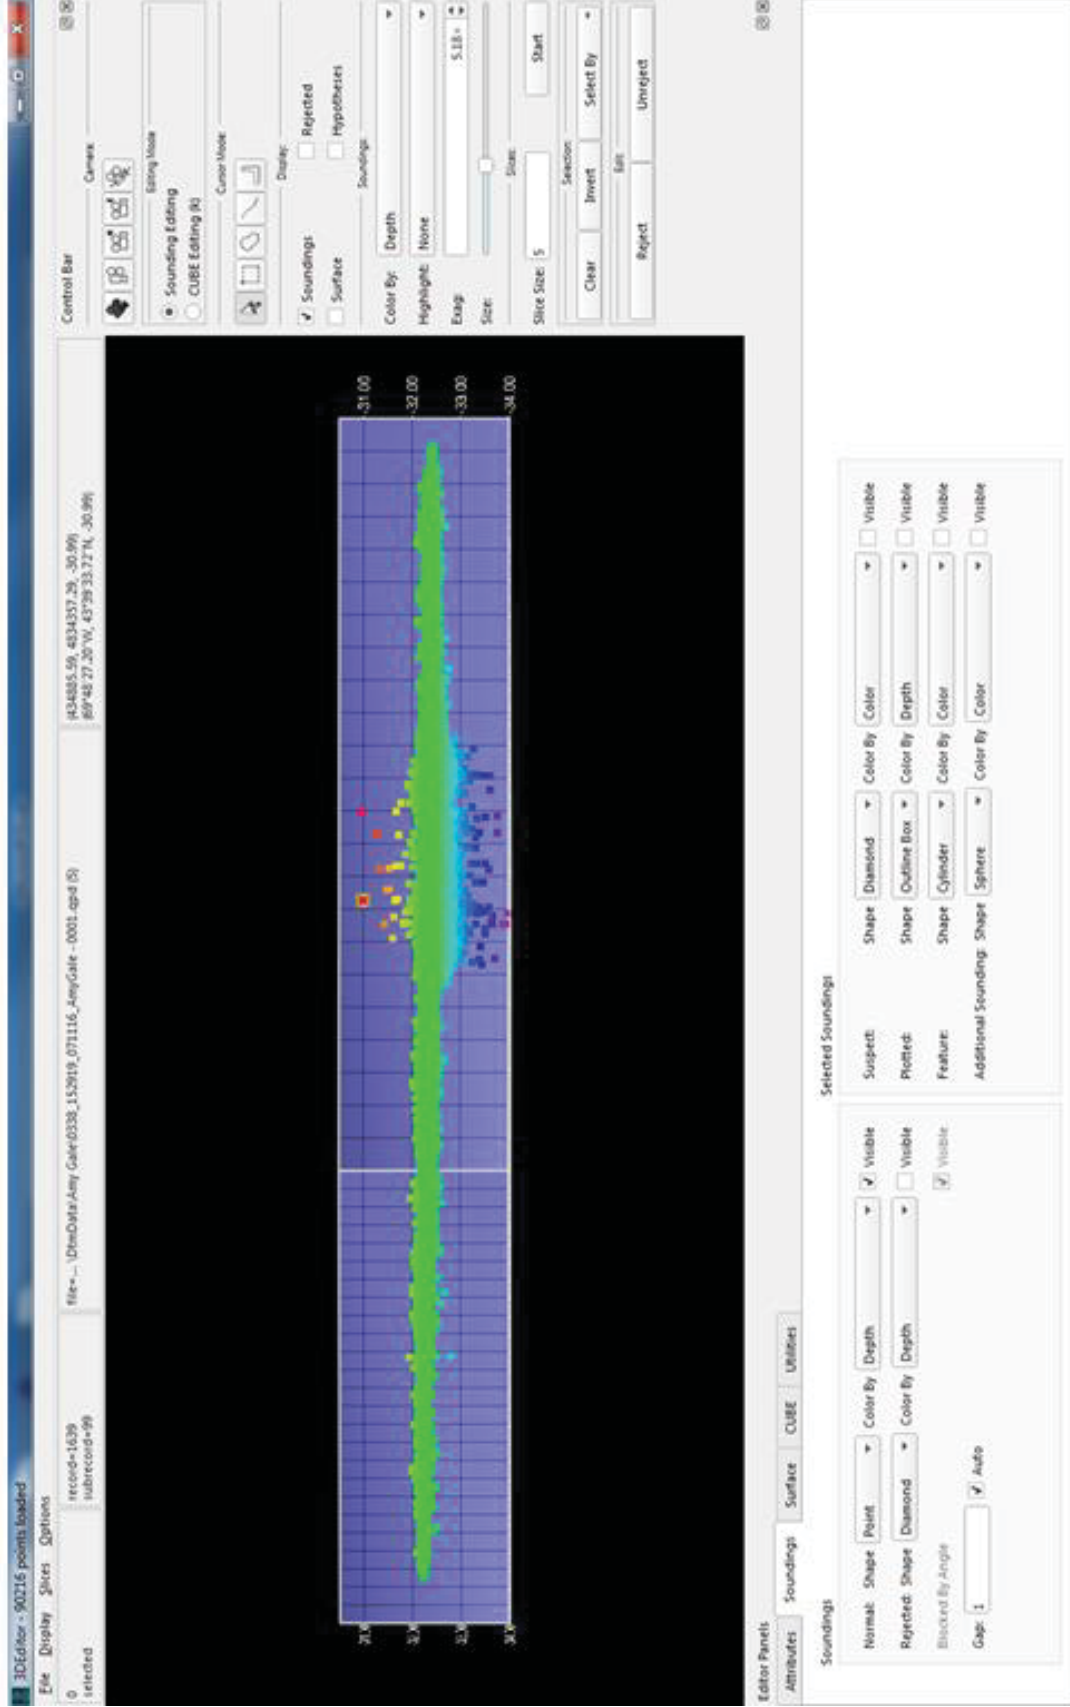 3DEditor - 90216 points loaded
File Display Slices Options
0
selected
record=1639
subrecord=99
file=...\DtmData\Amy Gale\0338_152919_071116_AmyGale - 0001.qpd (5)
(434885.59, 4834357.29, -30.99)
(69°48'27.20"W, 43°39'33.72"N, -30.99)
Control Bar
Camera:
Editing Mode
Sounding Editing
CUBE Editing (k)
Cursor Mode:
Display:
Soundings
Rejected
Surface
Hypotheses
Soundings:
Color By: Depth
Highlight: None
Exag: 5.18×
Size:
Slices:
Slice Size: 5
Start
Selection:
Clear
Invert
Select By
Edit:
Reject
Unreject
-31.00
-32.00
-33.00
-34.00
Editor Panels
Attributes
Soundings
Surface
CUBE
Utilities
Soundings
Normal: Shape Point Color By Depth Visible
Rejected: Shape Diamond Color By Depth Visible
Blocked By Angle Visible
Gap: 1 Auto
Selected Soundings
Suspect: Shape Diamond Color By Color Visible
Plotted: Shape Outline Box Color By Depth Visible
Feature: Shape Cylinder Color By Color Visible
Additional Sounding: Shape Sphere Color By Color Visible